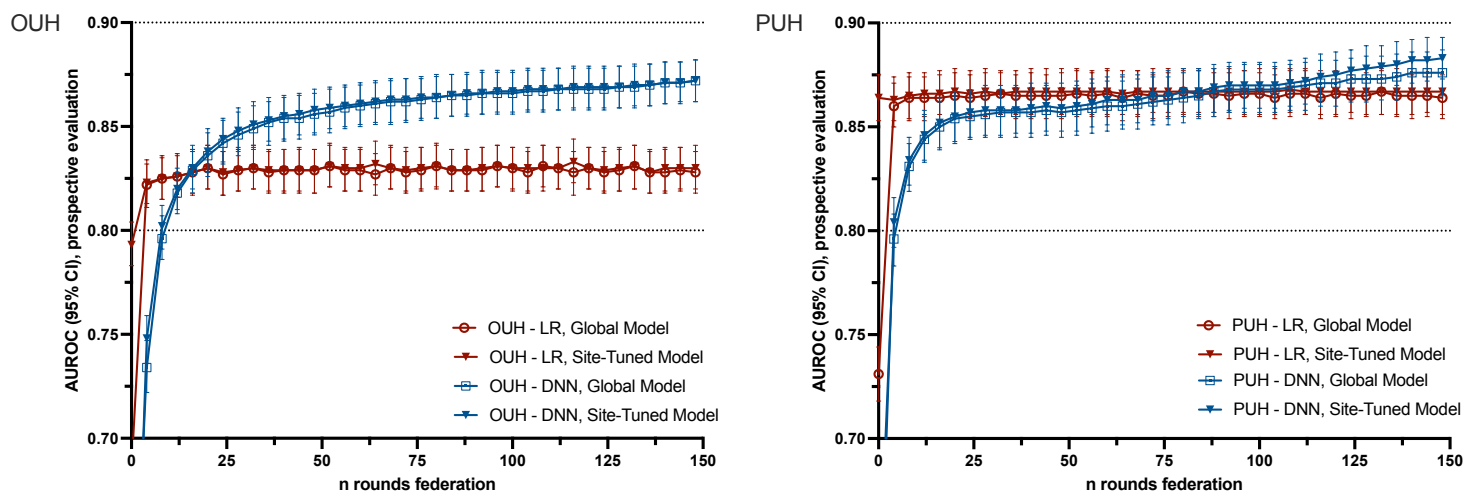 OUH
AUROC (95% CI), prospective evaluation
0.90
0.85
0.80
0.75
0.70
0
25
50
75
100
125
150
n rounds federation
OUH - LR, Global Model
OUH - LR, Site-Tuned Model
OUH - DNN, Global Model
OUH - DNN, Site-Tuned Model
PUH
AUROC (95% CI), prospective evaluation
0.90
0.85
0.80
0.75
0.70
0
25
50
75
100
125
150
n rounds federation
PUH - LR, Global Model
PUH - LR, Site-Tuned Model
PUH - DNN, Global Model
PUH - DNN, Site-Tuned Model